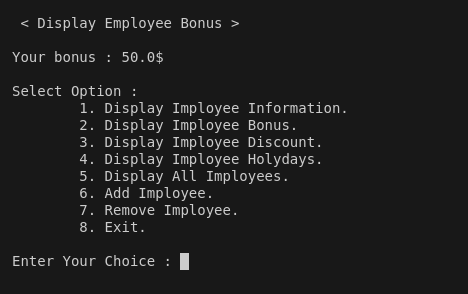 < Display Employee Bonus >
Your bonus : 50.0$
Select Option :
1. Display Imployee Information.
2. Display Imployee Bonus.
3. Display Imployee Discount.
4. Display Imployee Holydays.
5. Display All Imployees.
6. Add Imployee.
7. Remove Imployee.
8. Exit.
Enter Your Choice :